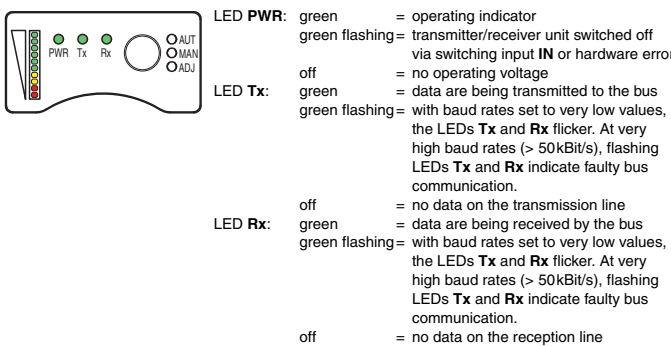 PWR Tx Rx
AUT
MAN
ADJ
LED PWR: green = operating indicator
green flashing = transmitter/receiver unit switched off
via switching input IN or hardware error
off = no operating voltage
LED Tx: green = data are being transmitted to the bus
green flashing = with baud rates set to very low values,
the LEDs Tx and Rx flicker. At very
high baud rates (> 50kBit/s), flashing
LEDs Tx and Rx indicate faulty bus
communication.
off = no data on the transmission line
LED Rx: green = data are being received by the bus
green flashing = with baud rates set to very low values,
the LEDs Tx and Rx flicker. At very
high baud rates (> 50kBit/s), flashing
LEDs Tx and Rx indicate faulty bus
communication.
off = no data on the reception line